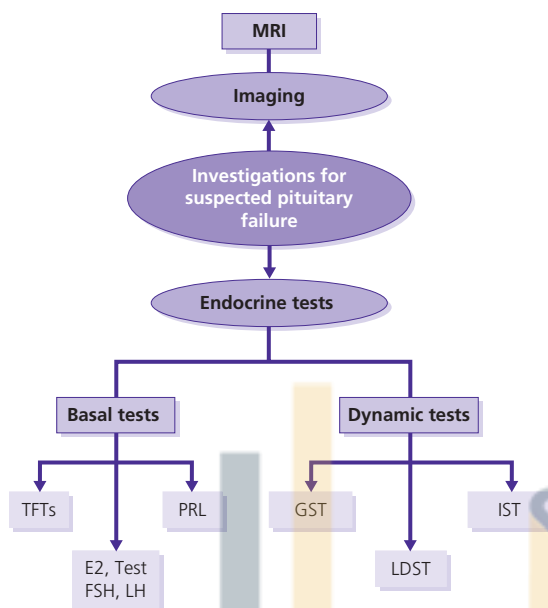 MRI
Imaging
Investigations for
suspected pituitary
failure
Endocrine tests
Basal tests
Dynamic tests
TFTs
PRL
GST
IST
E2, Test
FSH, LH
LDST